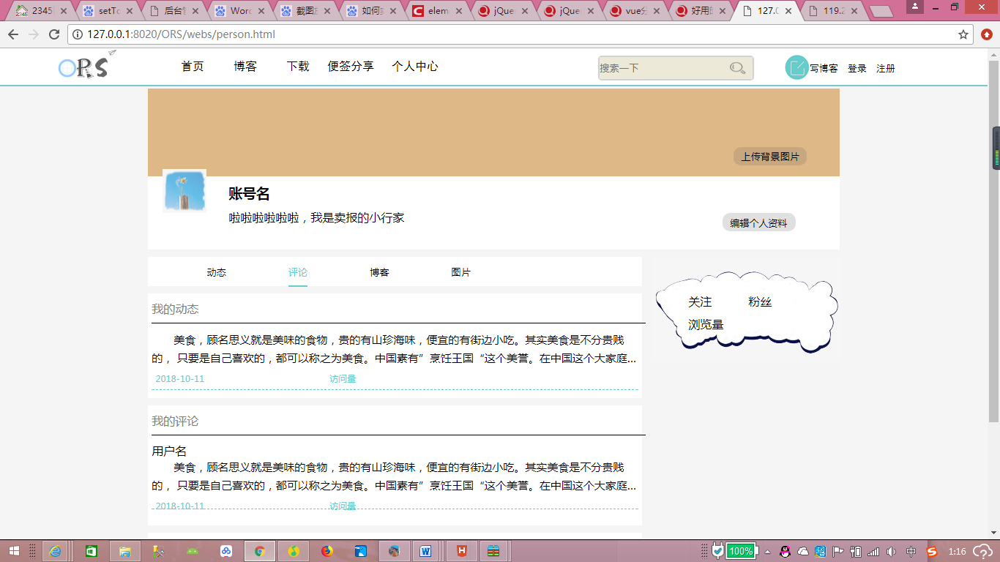 2345
setTo
后台管
Word
截图
如何
elem
jQue
jQue
vue分
好用的
127.0
119.2
127.0.0.1:8020/ORS/webs/person.html
ORS
首页 博客 下载 便签分享 个人中心 搜索一下 写博客 登录 注册
上传背景图片
账号名
啦啦啦啦啦啦，我是卖报的小行家
编辑个人资料
动态 评论 博客 图片
关注 粉丝
浏览量
我的动态
美食，顾名思义就是美味的食物，贵的有山珍海味，便宜的有街边小吃。其实美食是不分贵贱
的， 只要是自己喜欢的，都可以称之为美食。中国素有”烹饪王国“这个美誉。在中国这个大家庭...
2018-10-11 访问量
我的评论
用户名
美食，顾名思义就是美味的食物，贵的有山珍海味，便宜的有街边小吃。其实美食是不分贵贱
的， 只要是自己喜欢的，都可以称之为美食。中国素有”烹饪王国“这个美誉。在中国这个大家庭...
2018-10-11 访问量
100% 中 1:16